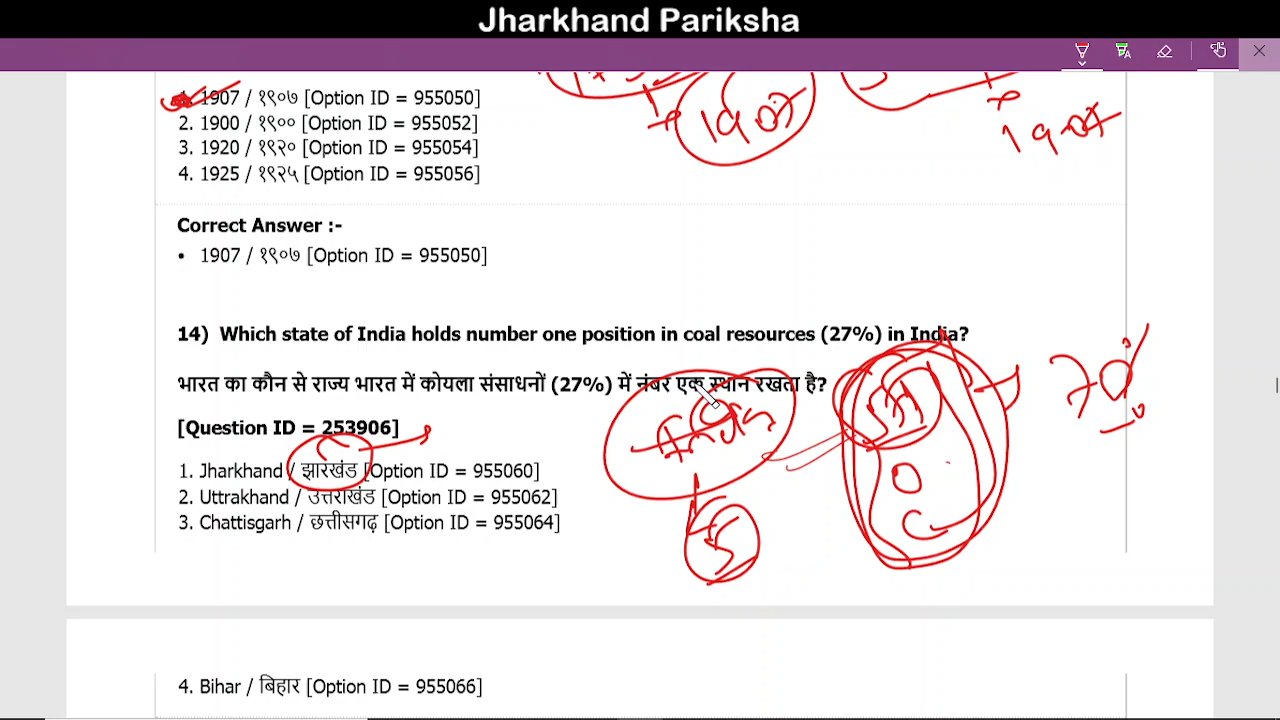 Jharkhand Pariksha
1. 1907 / १९०७ [Option ID = 955050]
2. 1900 / १९०० [Option ID = 955052]
3. 1920 / १९२० [Option ID = 955054]
4. 1925 / १९२५ [Option ID = 955056]
1907
1907
Correct Answer :-
• 1907 / १९०७ [Option ID = 955050]
14) Which state of India holds number one position in coal resources (27%) in India?
भारत का कौन से राज्य भारत में कोयला संसाधनों (27%) में नंबर एक स्थान रखता है?
[Question ID = 253906]
70%
1. Jharkhand / झारखंड [Option ID = 955060]
2. Uttrakhand / उत्तराखंड [Option ID = 955062]
3. Chattisgarh / छत्तीसगढ़ [Option ID = 955064]
O
C
5
4. Bihar / बिहार [Option ID = 955066]